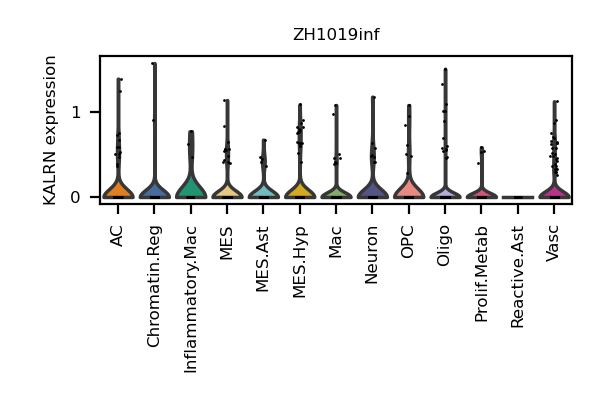 ZH1019inf
KALRN expression
1
0
AC
Chromatin.Reg
Inflammatory.Mac
MES
MES.Ast
MES.Hyp
Mac
Neuron
OPC
Oligo
Prolif.Metab
Reactive.Ast
Vasc